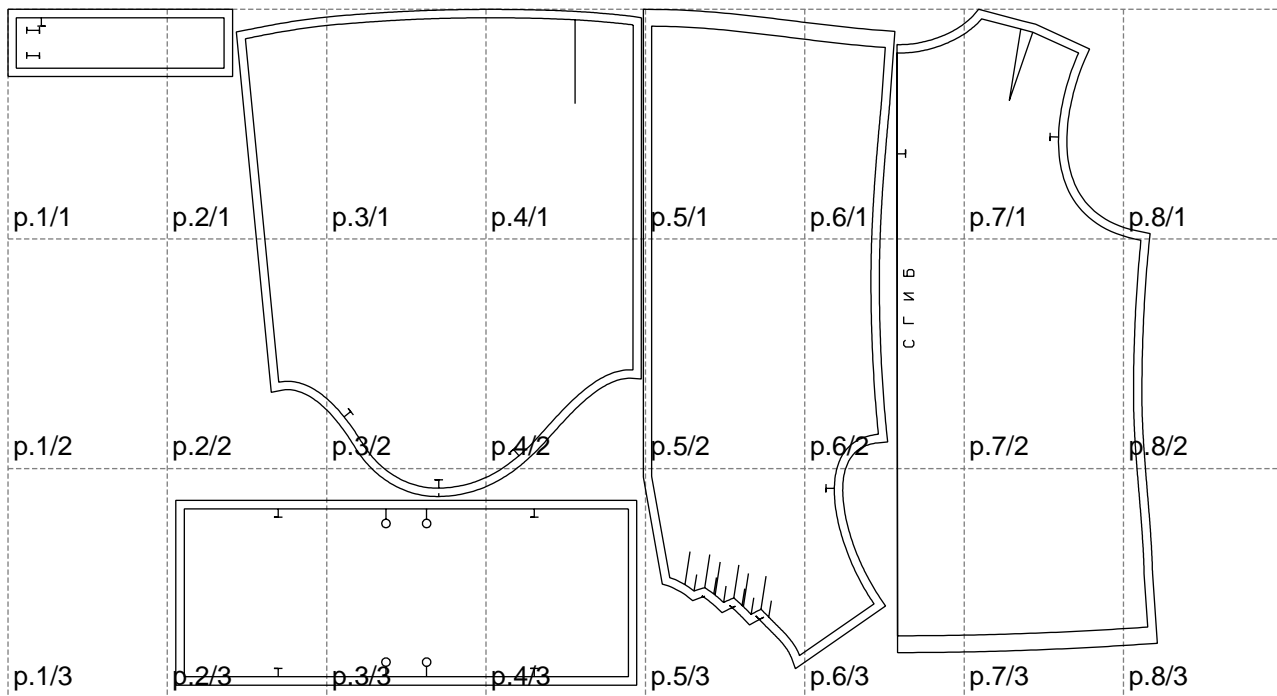 p.1/1 p.2/1 p.3/1 p.4/1 p.5/1 p.6/1 p.7/1 p.8/1
СГИБ
p.1/2 p.2/2 p.3/2 p.4/2 p.5/2 p.6/2 p.7/2 p.8/2
p.1/3 p.2/3 p.3/3 p.4/3 p.5/3 p.6/3 p.7/3 p.8/3